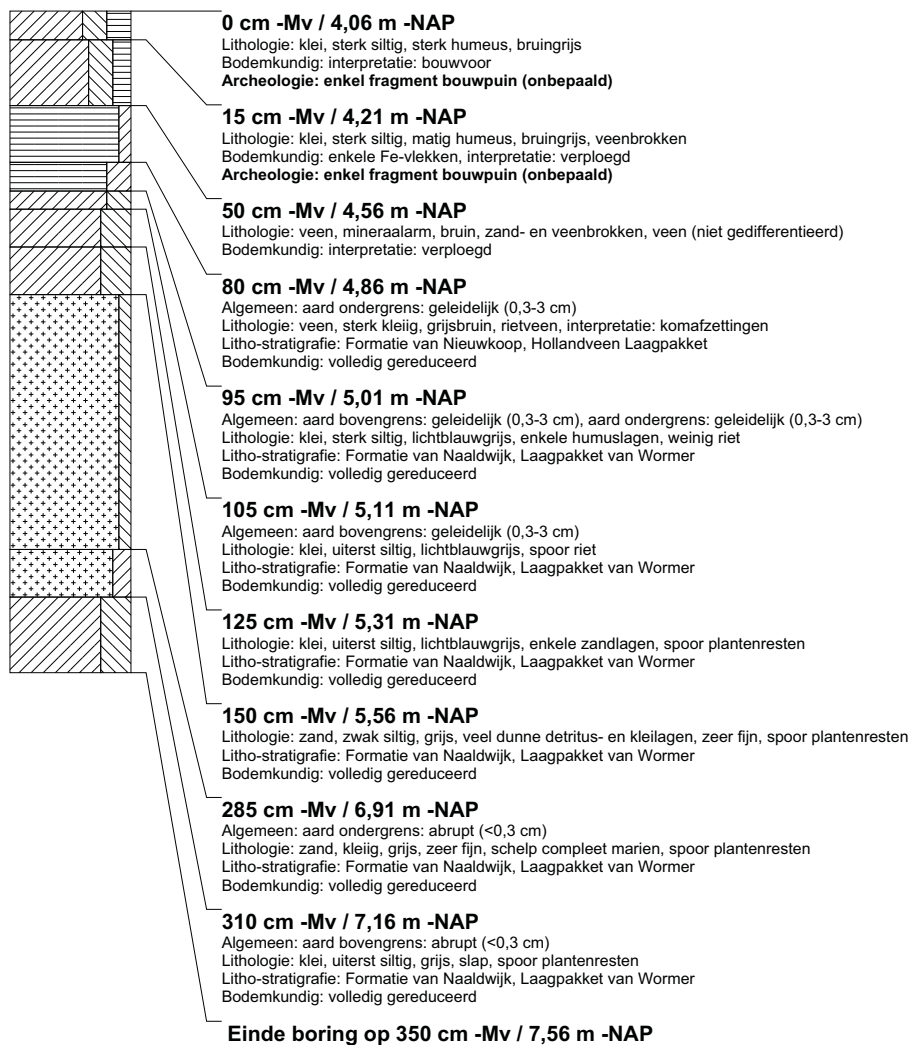 0 cm -Mv / 4,06 m -NAP
Lithologie: klei, sterk siltig, sterk humeus, bruingrijs
Bodemkundig: interpretatie: bouwvoor
Archeologie: enkel fragment bouwpuin (onbepaald)
15 cm -Mv / 4,21 m -NAP
Lithologie: klei, sterk siltig, matig humeus, bruingrijs, veenbrokken
Bodemkundig: enkele Fe-vlekken, interpretatie: verploegd
Archeologie: enkel fragment bouwpuin (onbepaald)
50 cm -Mv / 4,56 m -NAP
Lithologie: veen, mineraalarm, bruin, zand- en veenbrokken, veen (niet gedifferentieerd)
Bodemkundig: interpretatie: verploegd
80 cm -Mv / 4,86 m -NAP
Algemeen: aard ondergrens: geleidelijk (0,3-3 cm)
Lithologie: veen, sterk kleiig, grijsbruin, rietveen, interpretatie: komafzettingen
Litho-stratigrafie: Formatie van Nieuwkoop, Hollandveen Laagpakket
Bodemkundig: volledig gereduceerd
95 cm -Mv / 5,01 m -NAP
Algemeen: aard bovengrens: geleidelijk (0,3-3 cm), aard ondergrens: geleidelijk (0,3-3 cm)
Lithologie: klei, sterk siltig, lichtblauwgrijs, enkele humuslagen, weinig riet
Litho-stratigrafie: Formatie van Naaldwijk, Laagpakket van Wormer
Bodemkundig: volledig gereduceerd
105 cm -Mv / 5,11 m -NAP
Algemeen: aard bovengrens: geleidelijk (0,3-3 cm)
Lithologie: klei, uiterst siltig, lichtblauwgrijs, spoor riet
Litho-stratigrafie: Formatie van Naaldwijk, Laagpakket van Wormer
Bodemkundig: volledig gereduceerd
125 cm -Mv / 5,31 m -NAP
Lithologie: klei, uiterst siltig, lichtblauwgrijs, enkele zandlagen, spoor plantenresten
Litho-stratigrafie: Formatie van Naaldwijk, Laagpakket van Wormer
Bodemkundig: volledig gereduceerd
150 cm -Mv / 5,56 m -NAP
Lithologie: zand, zwak siltig, grijs, veel dunne detritus- en kleilagen, zeer fijn, spoor plantenresten
Litho-stratigrafie: Formatie van Naaldwijk, Laagpakket van Wormer
Bodemkundig: volledig gereduceerd
285 cm -Mv / 6,91 m -NAP
Algemeen: aard ondergrens: abrupt (<0,3 cm)
Lithologie: zand, kleiig, grijs, zeer fijn, schelp compleet marien, spoor plantenresten
Litho-stratigrafie: Formatie van Naaldwijk, Laagpakket van Wormer
Bodemkundig: volledig gereduceerd
310 cm -Mv / 7,16 m -NAP
Algemeen: aard bovengrens: abrupt (<0,3 cm)
Lithologie: klei, uiterst siltig, grijs, slap, spoor plantenresten
Litho-stratigrafie: Formatie van Naaldwijk, Laagpakket van Wormer
Bodemkundig: volledig gereduceerd
Einde boring op 350 cm -Mv / 7,56 m -NAP